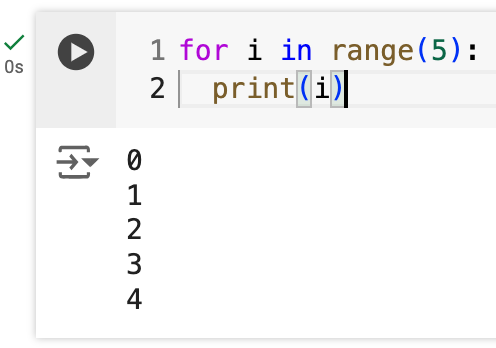 0s
1 for i in range(5):
2   print(i)
0
1
2
3
4